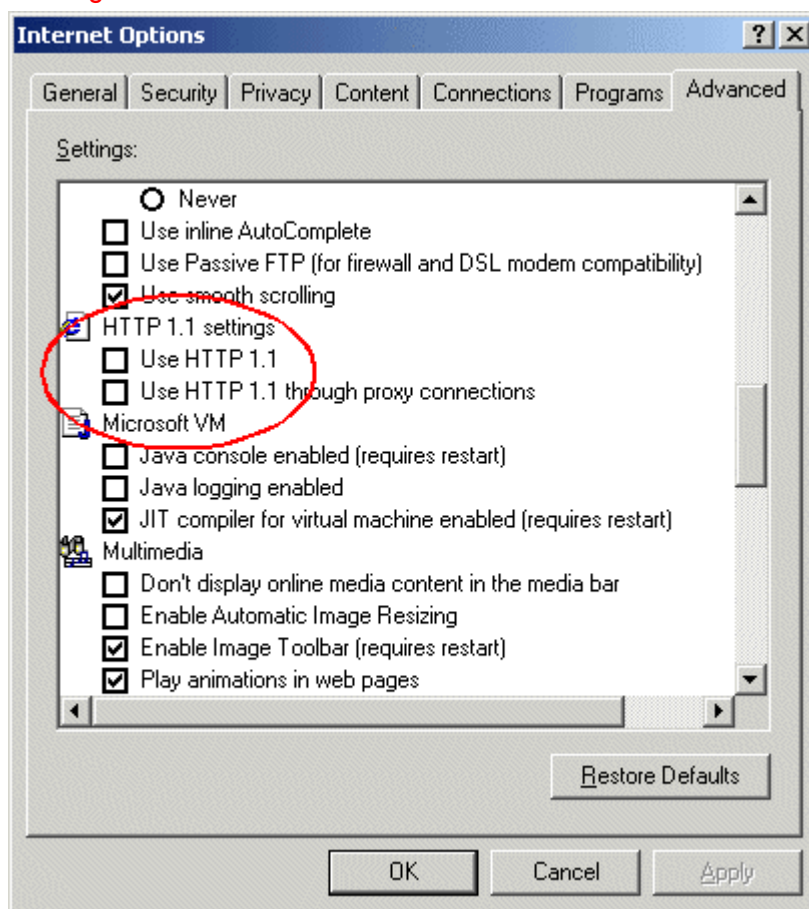 Internet Options
General Security Privacy Content Connections Programs Advanced
Settings:
Never
Use inline AutoComplete
Use Passive FTP (for firewall and DSL modem compatibility)
Use smooth scrolling
HTTP 1.1 settings
Use HTTP 1.1
Use HTTP 1.1 through proxy connections
Microsoft VM
Java console enabled (requires restart)
Java logging enabled
JIT compiler for virtual machine enabled (requires restart)
Multimedia
Don't display online media content in the media bar
Enable Automatic Image Resizing
Enable Image Toolbar (requires restart)
Play animations in web pages
Restore Defaults
OK Cancel Apply